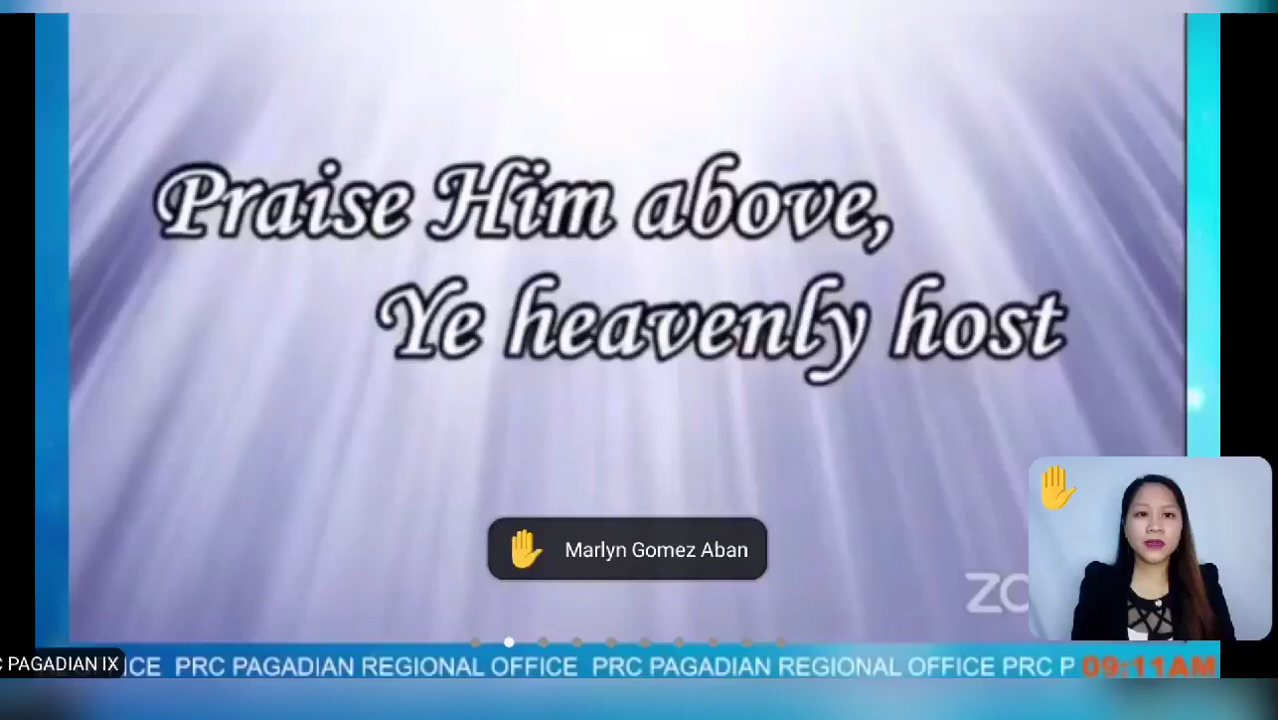 Praise Him above,
Ye heavenly host
Marlyn Gomez Aban
PAGADIAN IX
ICE PRC PAGADIAN REGIONAL OFFICE PRC PAGADIAN REGIONAL OFFICE PRC P
09:11AM